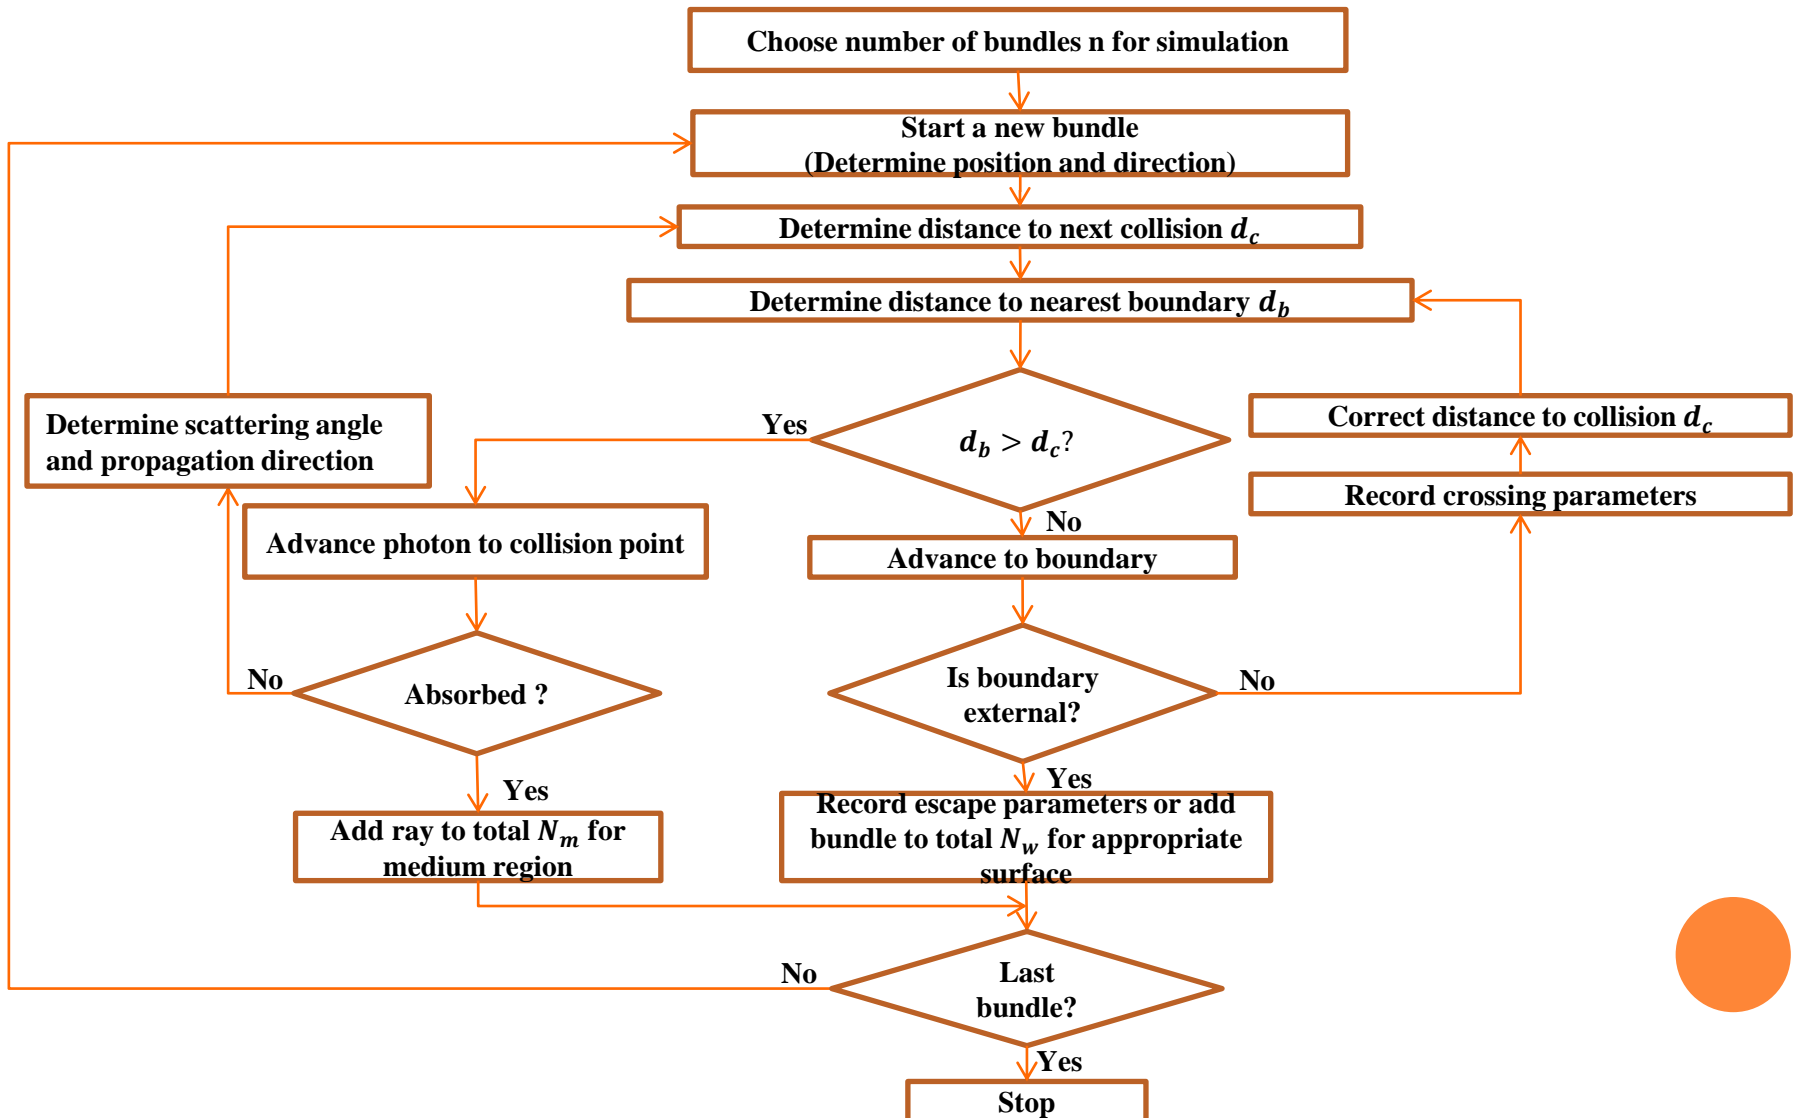 Choose number of bundles n for simulation
Start a new bundle
(Determine position and direction)
Determine distance to next collision d_c
Determine distance to nearest boundary d_b
Determine scattering angle
and propagation direction
Yes
d_b > d_c?
Correct distance to collision d_c
Record crossing parameters
No
Advance photon to collision point
Advance to boundary
No
Absorbed ?
Is boundary
external?
No
Yes
Yes
Add ray to total N_m for
medium region
Record escape parameters or add
bundle to total N_w for appropriate
surface
No
Last
bundle?
Yes
Stop